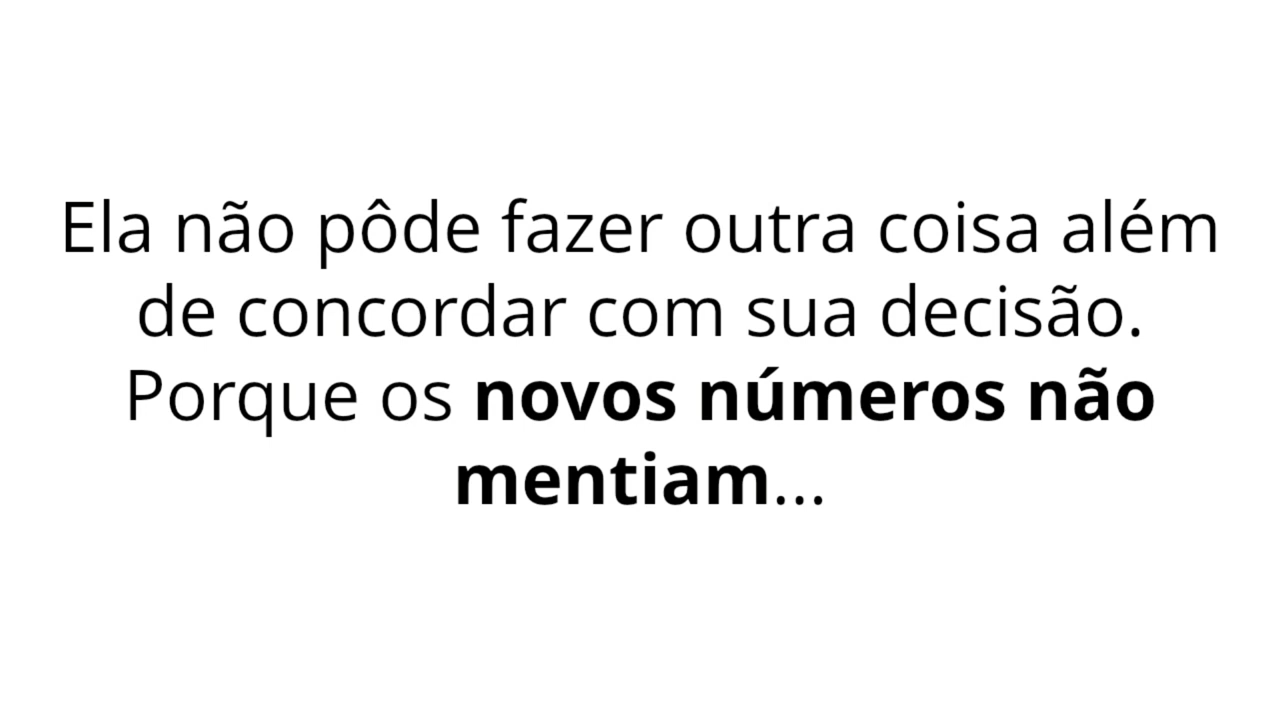 Ela não pôde fazer outra coisa além
de concordar com sua decisão.
Porque os novos números não
mentiam...